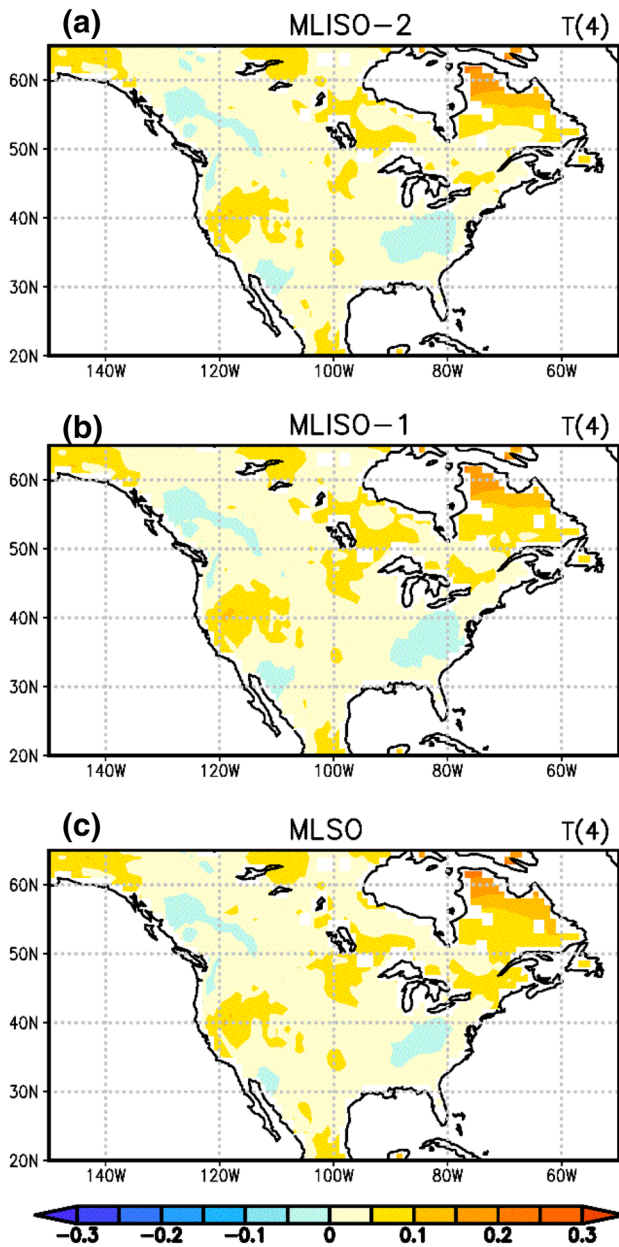 (a) MLISO-2 T(4)
60N
50N
40N
30N
20N
140W 120W 100W 80W 60W
(b) MLISO-1 T(4)
60N
50N
40N
30N
20N
140W 120W 100W 80W 60W
(c) MLSO T(4)
60N
50N
40N
30N
20N
140W 120W 100W 80W 60W
-0.3 -0.2 -0.1 0 0.1 0.2 0.3